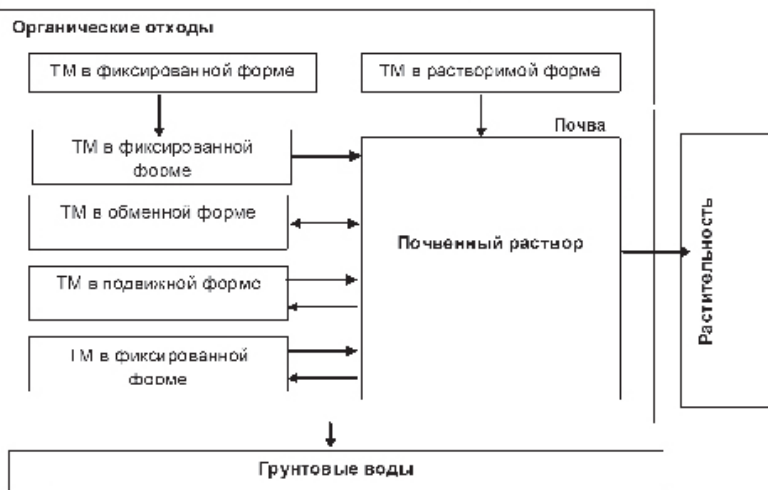 Органические отходы
ТМ в фиксированной форме
ТМ в растворимой форме
Почва
ТМ в фиксированной
форме
ТМ в обменной форме
Почвенный раствор
ТМ в подвижной форме
ТМ в фиксированной
форме
Растительность
Грунтовые воды